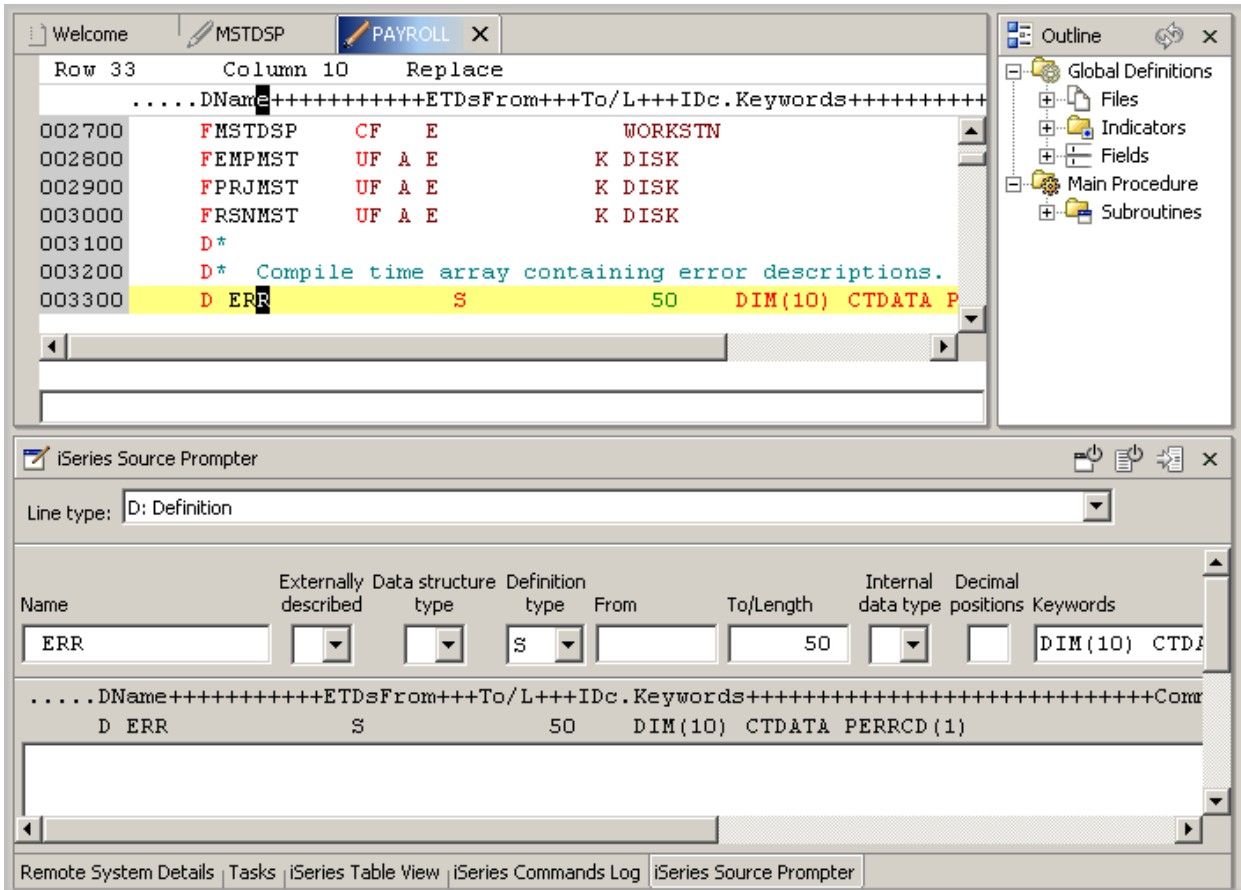 Welcome MSTDSP PAYROLL X
Row 33 Column 10 Replace
.....DName+++++++++++ETDsFrom+++To/L+++IDc.Keywords++++++++++
002700 FMSTDSP CF E WORKSTN
002800 FEMPMST UF A E K DISK
002900 FPRJMST UF A E K DISK
003000 FRSNMST UF A E K DISK
003100 D*
003200 D* Compile time array containing error descriptions.
003300 D ERR S 50 DIM(10) CTDATA P
Outline
Global Definitions
Files
Indicators
Fields
Main Procedure
Subroutines
iSeries Source Prompter
Line type: D: Definition
Name Externally described Data structure type Definition type From To/Length Internal data type Decimal positions Keywords
ERR S 50 DIM(10) CTDA
.....DName+++++++++++ETDsFrom+++To/L+++IDc.Keywords+++++++++++++++++++++++++++++Comm
D ERR S 50 DIM(10) CTDATA PERRCD(1)
Remote System Details Tasks iSeries Table View iSeries Commands Log iSeries Source Prompter